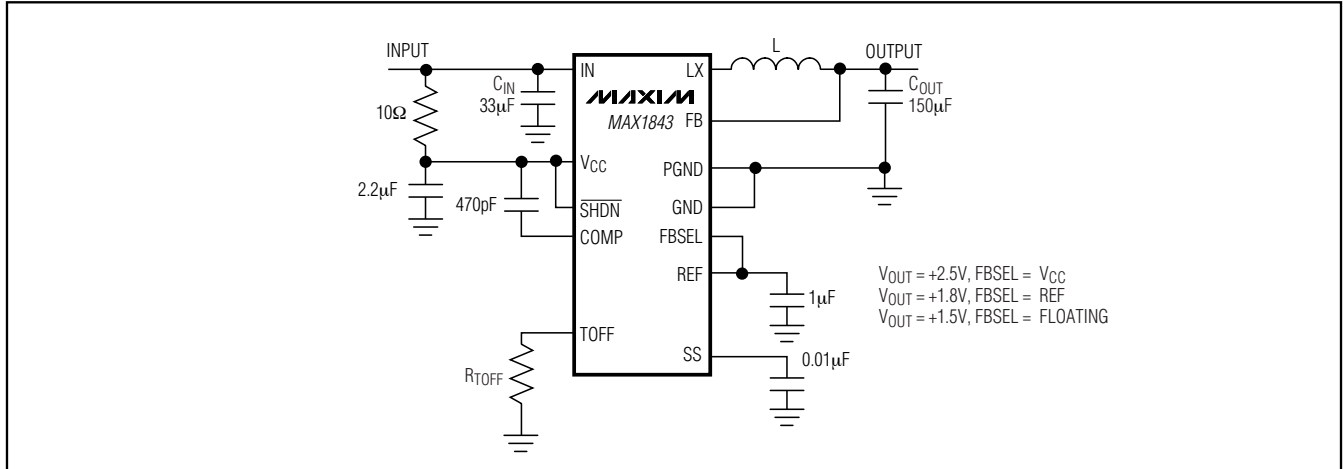 INPUT
L
OUTPUT
IN
LX
C_IN
33µF
C_OUT
150µF
10Ω
MAXIM
MAX1843
FB
V_CC
PGND
2.2µF
470pF
S̅H̅D̅N̅
GND
COMP
FBSEL
REF
1µF
V_OUT = +2.5V, FBSEL = V_CC
V_OUT = +1.8V, FBSEL = REF
V_OUT = +1.5V, FBSEL = FLOATING
TOFF
SS
0.01µF
R_TOFF